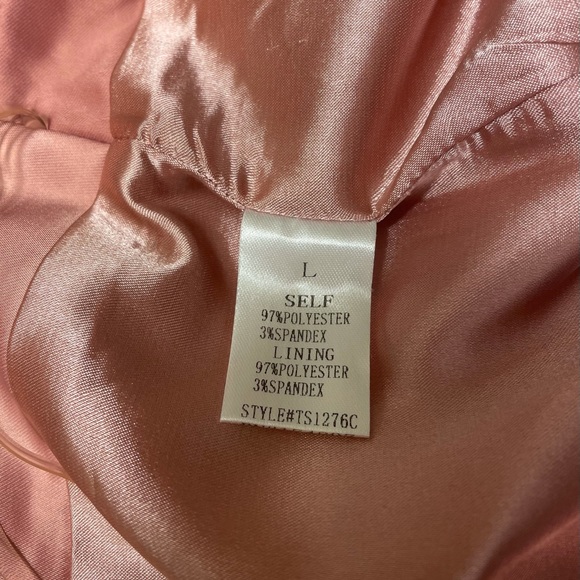 L
SELF
97%POLYESTER
3%SPANDEX
LINING
97%POLYESTER
3%SPANDEX
STYLE#TS1276C